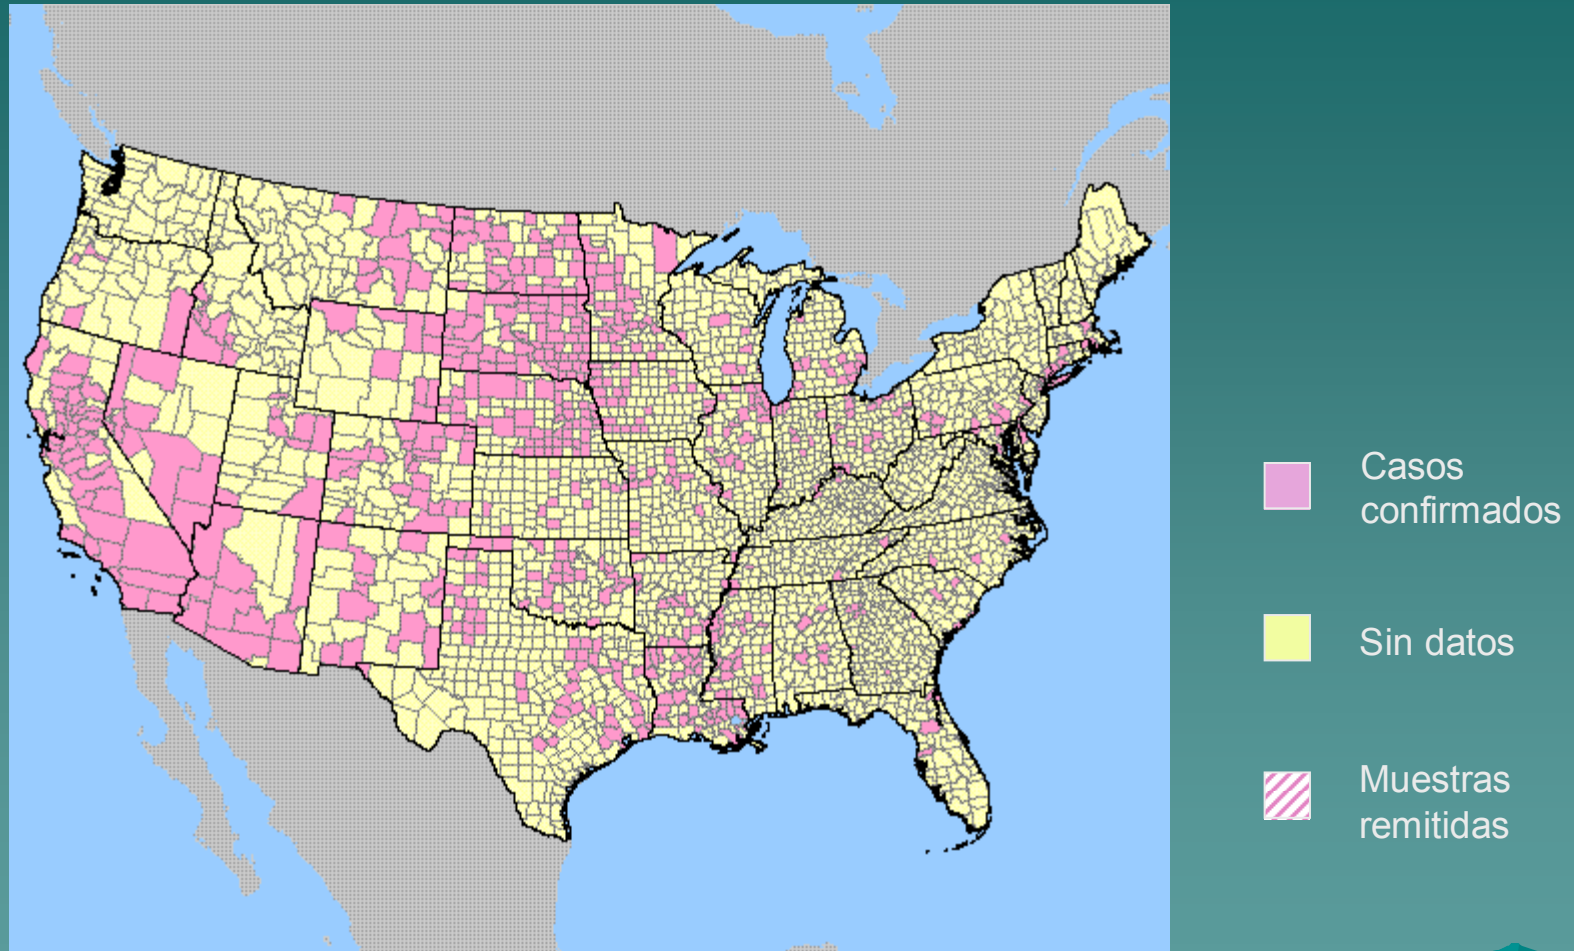 Casos
confirmados
Sin datos
Muestras
remitidas